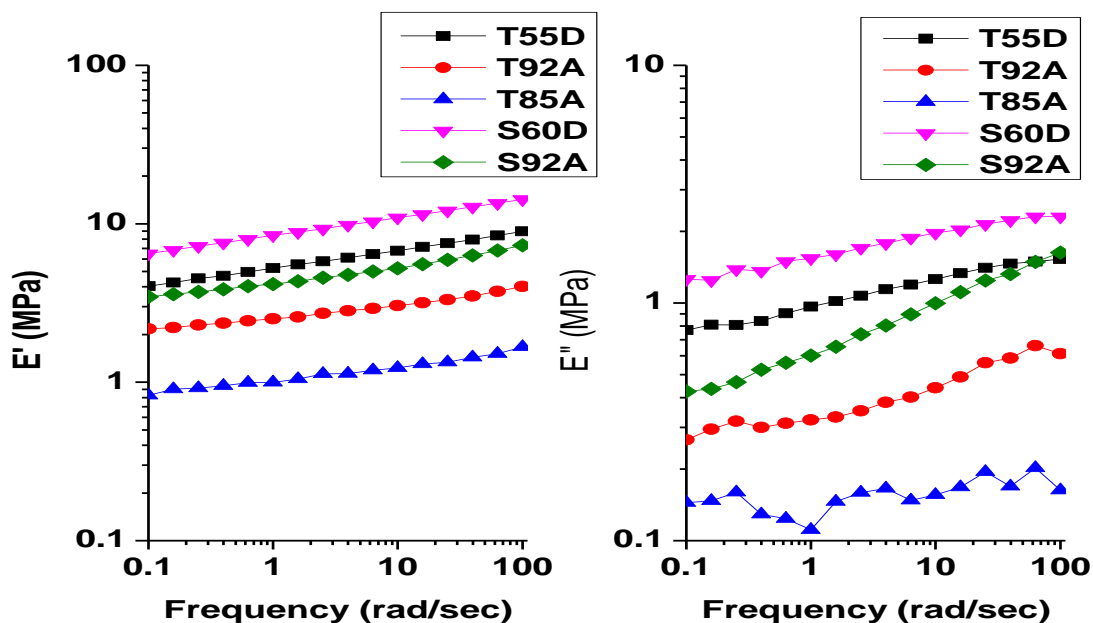 T55D
T92A
T85A
S60D
S92A
100
10
1
0.1
E' (MPa)
0.1
1
10
100
Frequency (rad/sec)
T55D
T92A
T85A
S60D
S92A
10
1
0.1
E" (MPa)
0.1
1
10
100
Frequency (rad/sec)